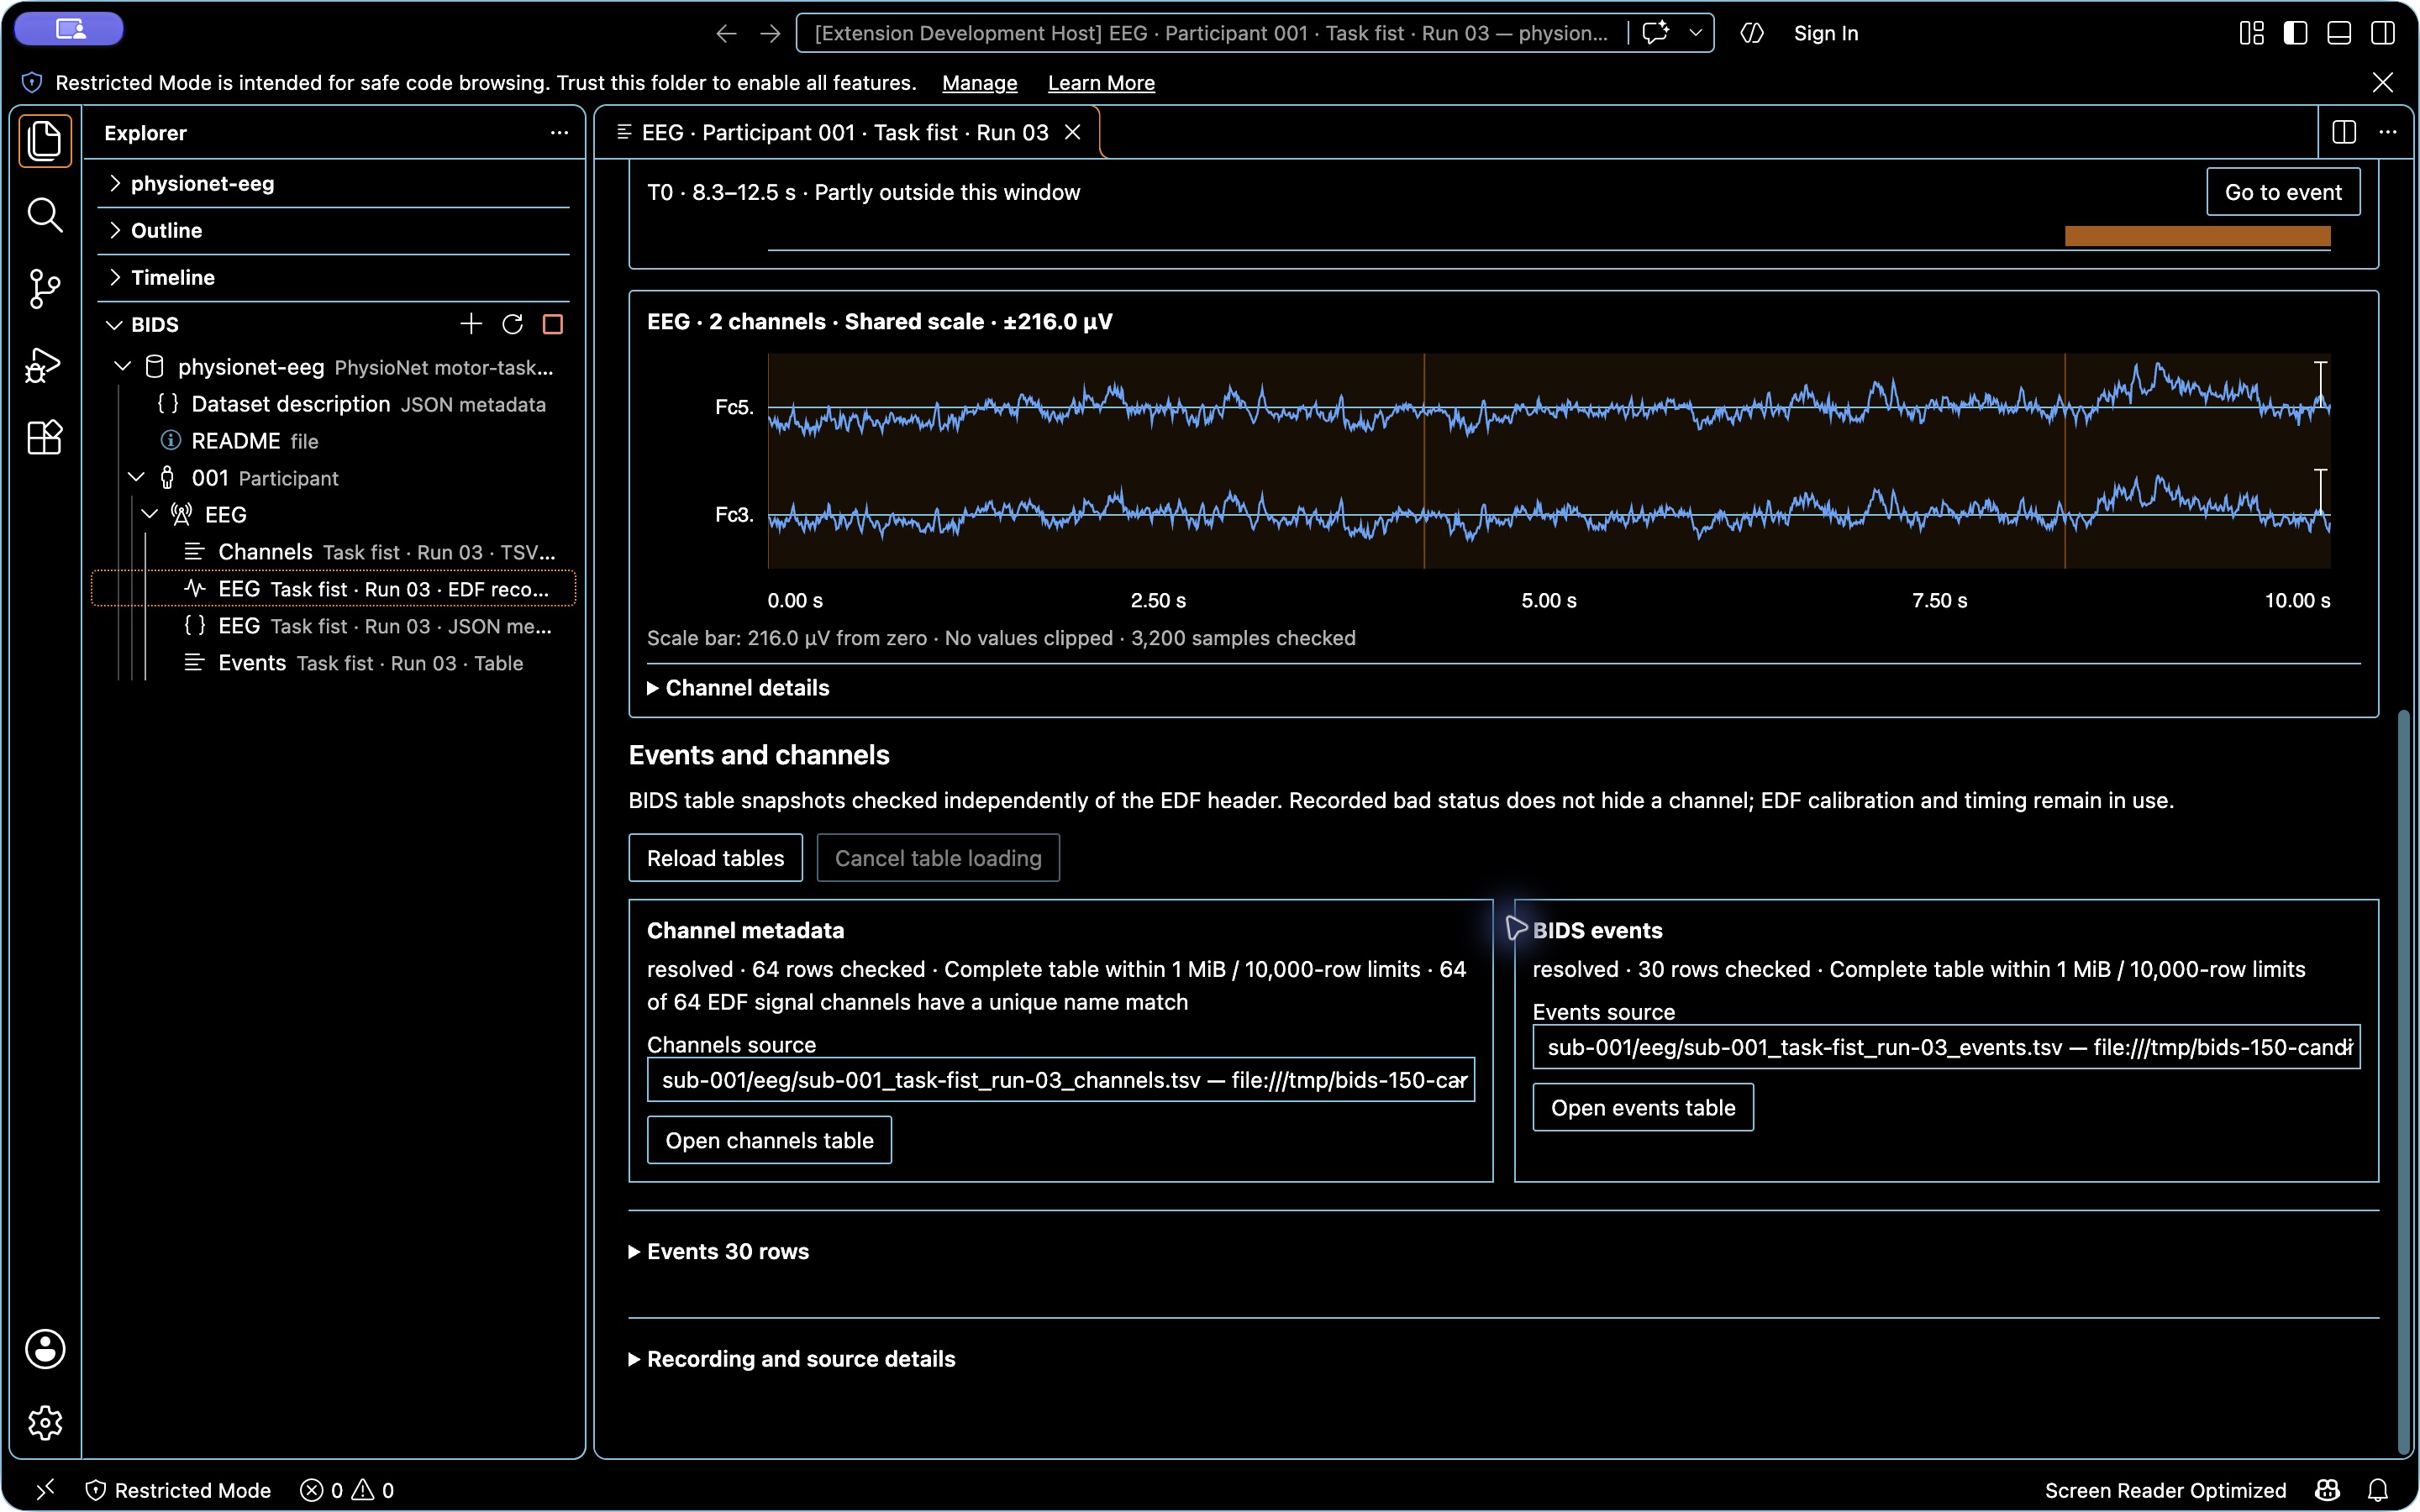 [Extension Development Host] EEG · Participant 001 · Task fist · Run 03 — physion...
Sign In
Restricted Mode is intended for safe code browsing. Trust this folder to enable all features. Manage Learn More
Explorer
EEG · Participant 001 · Task fist · Run 03
physionet-eeg
Outline
Timeline
BIDS
physionet-eeg PhysioNet motor-task...
{ } Dataset description JSON metadata
README file
001 Participant
EEG
Channels Task fist · Run 03 · TSV...
EEG Task fist · Run 03 · EDF reco...
{ } EEG Task fist · Run 03 · JSON me...
Events Task fist · Run 03 · Table
T0 · 8.3–12.5 s · Partly outside this window
Go to event
EEG · 2 channels · Shared scale · ±216.0 µV
Fc5.
Fc3.
0.00 s 2.50 s 5.00 s 7.50 s 10.00 s
Scale bar: 216.0 µV from zero · No values clipped · 3,200 samples checked
Channel details
Events and channels
BIDS table snapshots checked independently of the EDF header. Recorded bad status does not hide a channel; EDF calibration and timing remain in use.
Reload tables
Cancel table loading
Channel metadata
resolved · 64 rows checked · Complete table within 1 MiB / 10,000-row limits · 64
of 64 EDF signal channels have a unique name match
Channels source
sub-001/eeg/sub-001_task-fist_run-03_channels.tsv — file:///tmp/bids-150-car
Open channels table
BIDS events
resolved · 30 rows checked · Complete table within 1 MiB / 10,000-row limits
Events source
sub-001/eeg/sub-001_task-fist_run-03_events.tsv — file:///tmp/bids-150-candi
Open events table
Events 30 rows
Recording and source details
Restricted Mode
0
0
Screen Reader Optimized